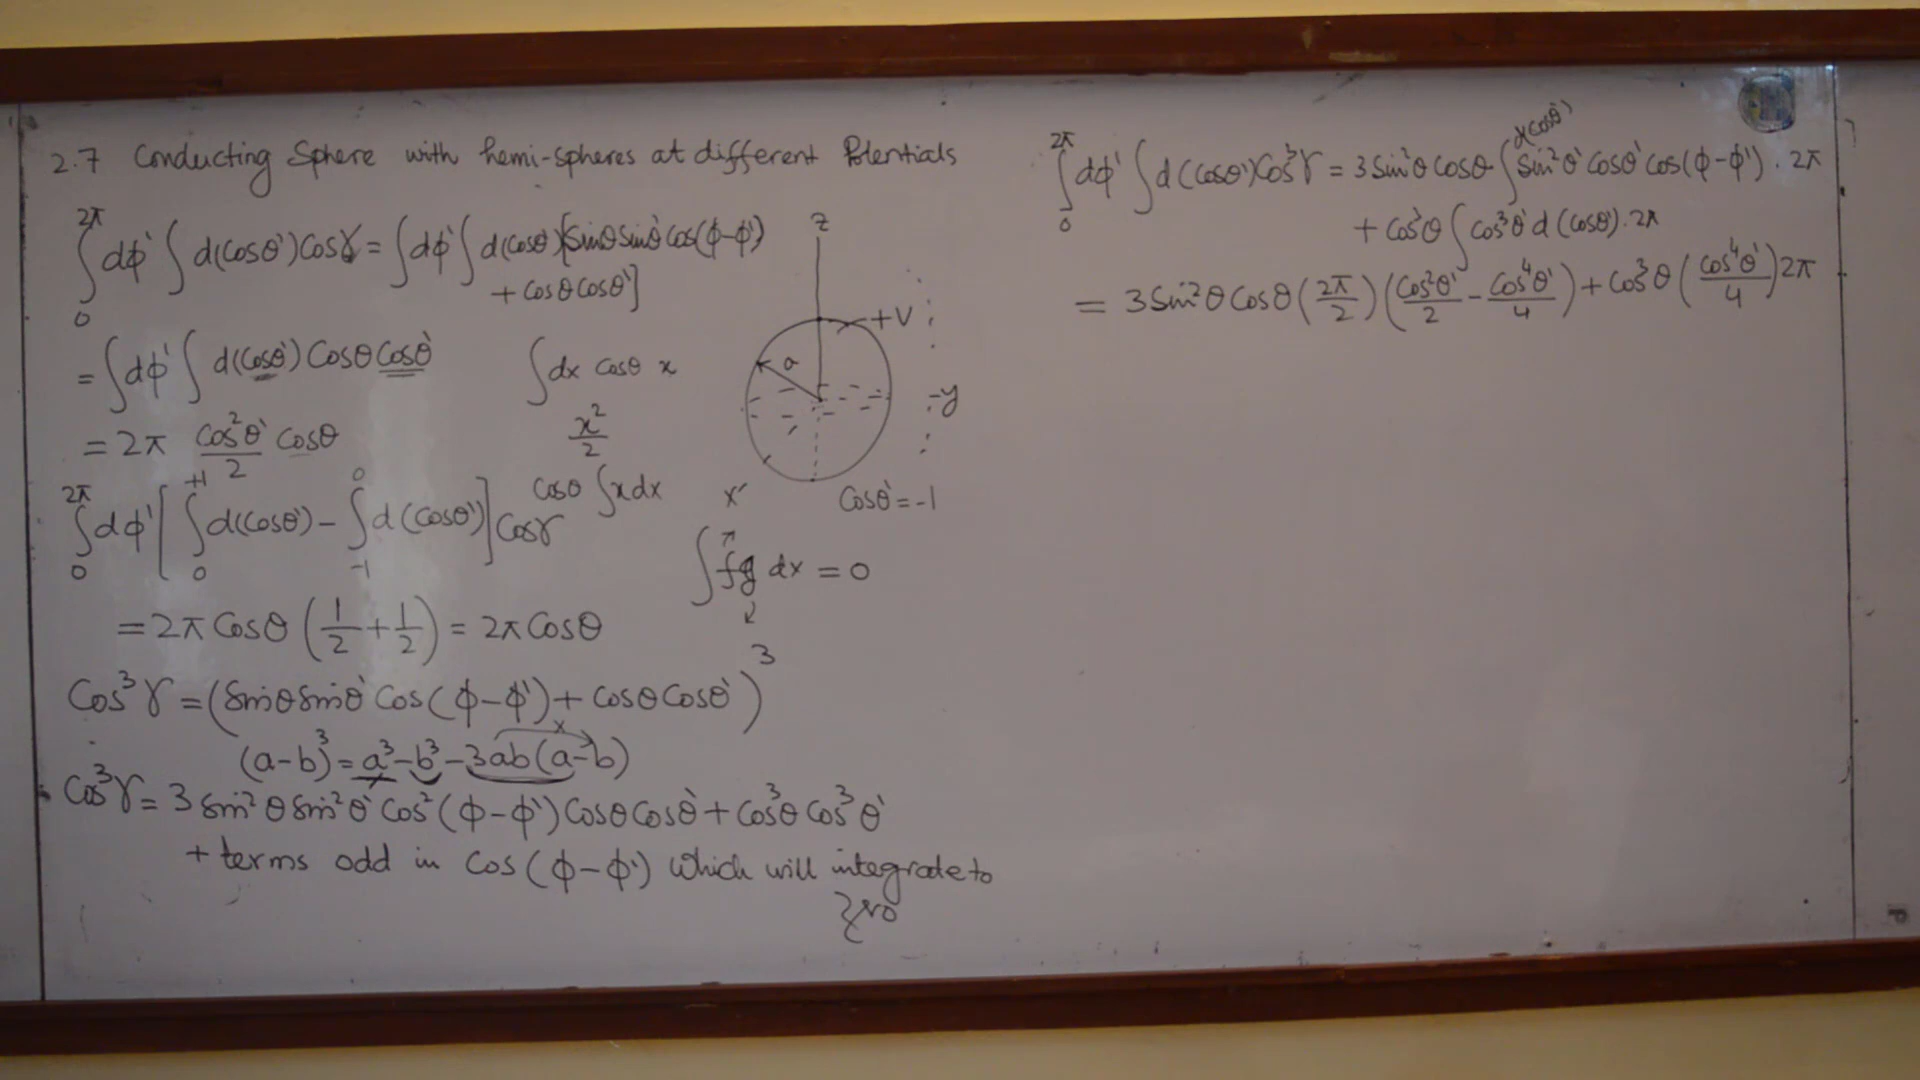 2.7 Conducting Sphere with hemi-spheres at different Potentials
∫₀^{2π} dφ' ∫ d(cosθ') cosγ = ∫dφ' ∫ d(cosθ') [sinθ sinθ' cos(φ-φ')
+ cosθ cosθ']
= ∫dφ' ∫ d(cosθ') cosθ cosθ'
= 2π cos²θ'/2 cosθ
∫dx cosθ x
x²/2
cosθ ∫xdx
∫₀^{2π} dφ' [∫₀^{+1} d(cosθ') - ∫₋₁^{0} d(cosθ')] cosγ
= 2π cosθ (1/2 + 1/2) = 2π cosθ
cos³γ = (sinθ sinθ' cos(φ-φ') + cosθ cosθ')³
(a-b)³ = a³-b³-3ab(a-b)
x
cos³γ = 3 sin²θ sin²θ' cos²(φ-φ') cosθ cosθ' + cos³θ cos³θ'
+ terms odd in cos(φ-φ') which will integrate to
zero
z
+V
a
-y
x
cosθ' = -1
∫fg dx = 0
∫₀^{2π} dφ' ∫ d(cosθ') cos³γ = 3 sin²θ cosθ ∫ sin²θ' cosθ' cos(φ-φ') . 2π
d(cosθ')
+ cos³θ ∫ cos³θ' d(cosθ') . 2π
= 3 sin²θ cosθ (2π/2) (cos²θ'/2 - cos⁴θ'/4) + cos³θ (cos⁴θ'/4) 2π